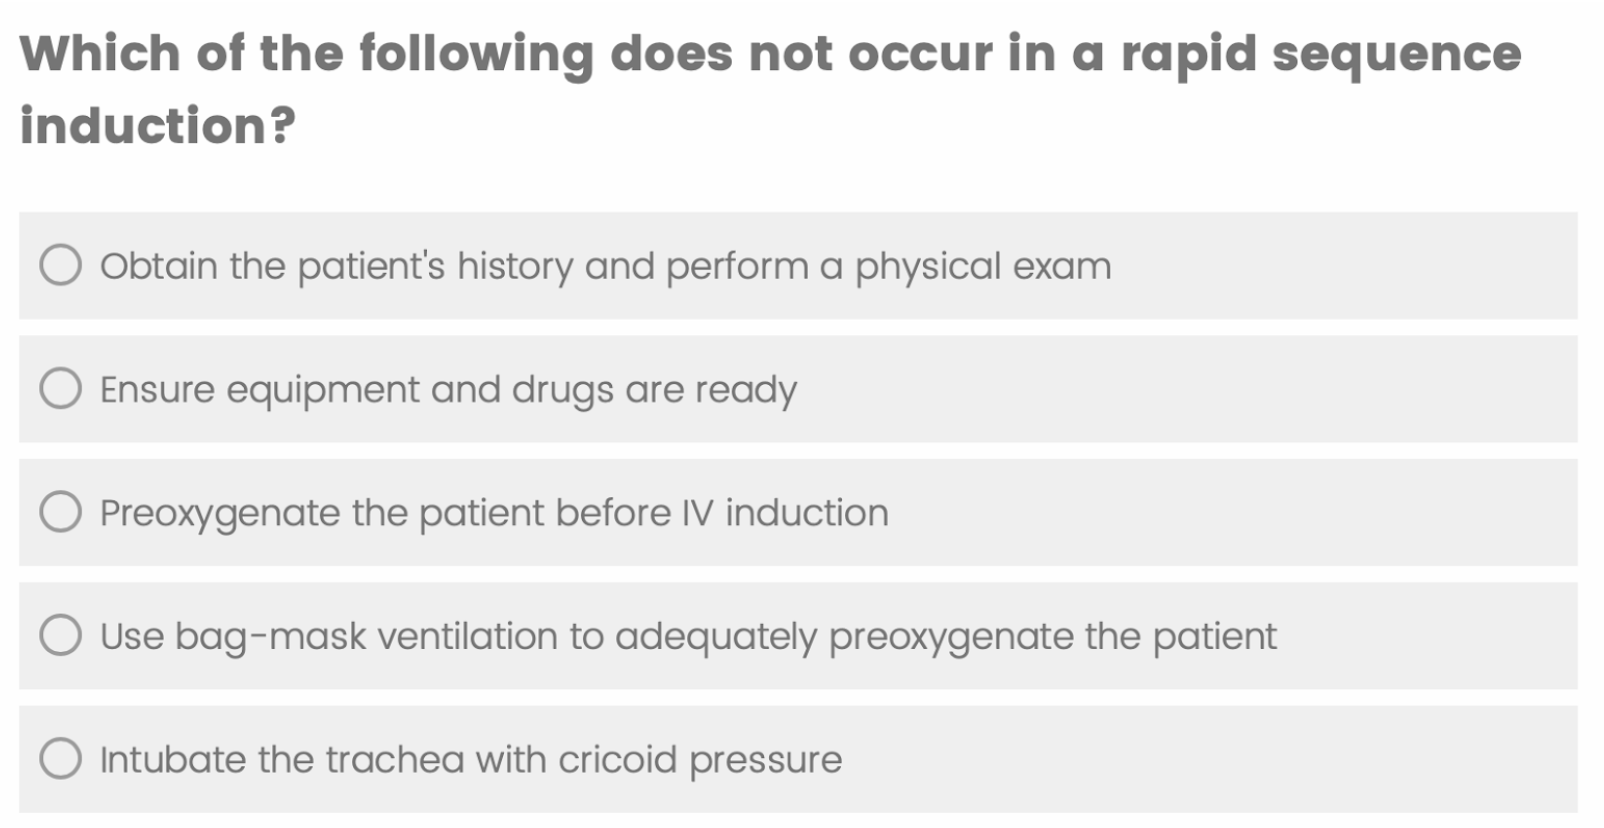 Which of the following does not occur in a rapid sequence
induction?
Obtain the patient's history and perform a physical exam
Ensure equipment and drugs are ready
Preoxygenate the patient before IV induction
Use bag-mask ventilation to adequately preoxygenate the patient
Intubate the trachea with cricoid pressure